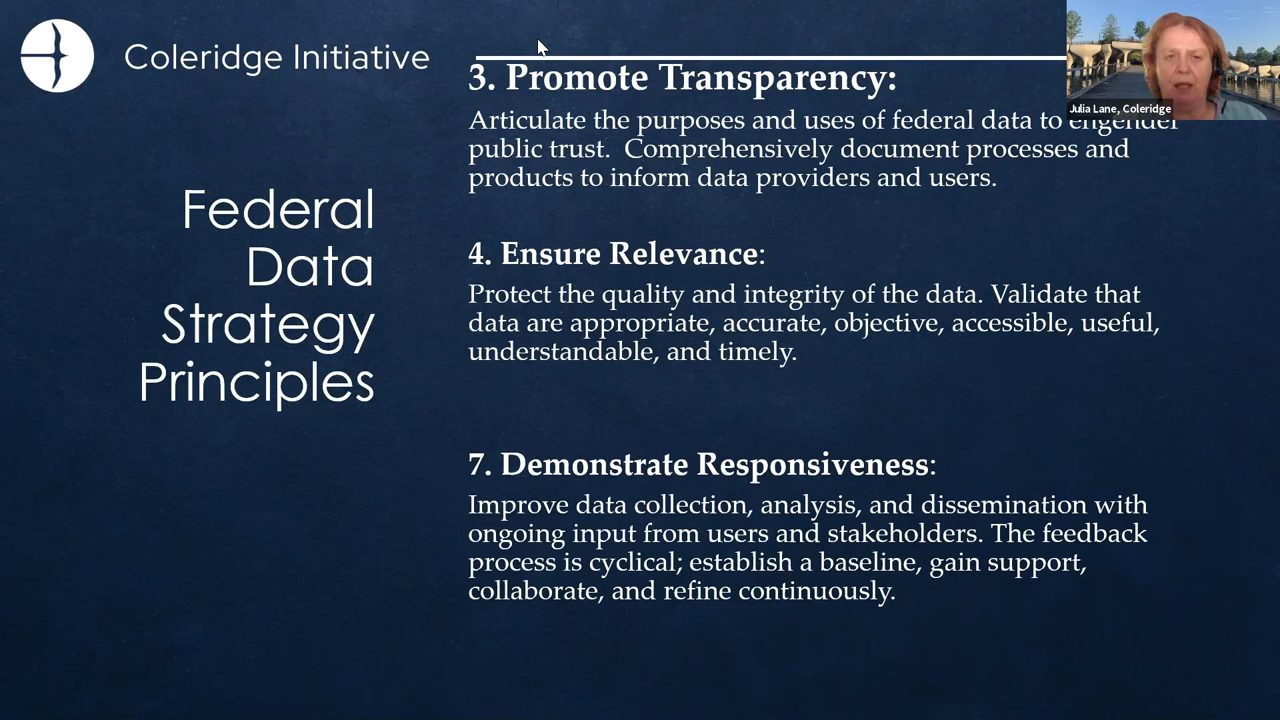 Coleridge Initiative
Julia Lane, Coleridge
Federal
Data
Strategy
Principles
3. Promote Transparency:
Articulate the purposes and uses of federal data to engender
public trust.  Comprehensively document processes and
products to inform data providers and users.
4. Ensure Relevance:
Protect the quality and integrity of the data. Validate that
data are appropriate, accurate, objective, accessible, useful,
understandable, and timely.
7. Demonstrate Responsiveness:
Improve data collection, analysis, and dissemination with
ongoing input from users and stakeholders. The feedback
process is cyclical; establish a baseline, gain support,
collaborate, and refine continuously.